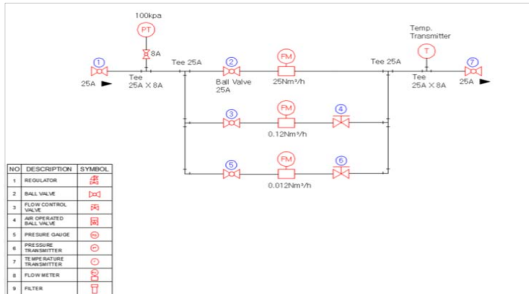 100kpa
PT
8A
Temp.
Transmitter
T
1
Tee 25A
2
FM
Tee 25A
7
25A
Tee
25A X 8A
Ball Valve
25A
25Nm³/h
Tee
25A X 8A
25A
3
FM
4
0.12Nm³/h
5
FM
6
0.012Nm³/h
NO DESCRIPTION SYMBOL
1 REGULATOR
2 BALL VALVE
3 FLOW CONTROL VALVE
4 AIR OPERATED BALL VALVE
5 PRESURE GAUGE
6 PRESSURE TRANSMITTER
7 TEMPERATURE TRANSMITTER
8 FLOW METER
9 FILTER